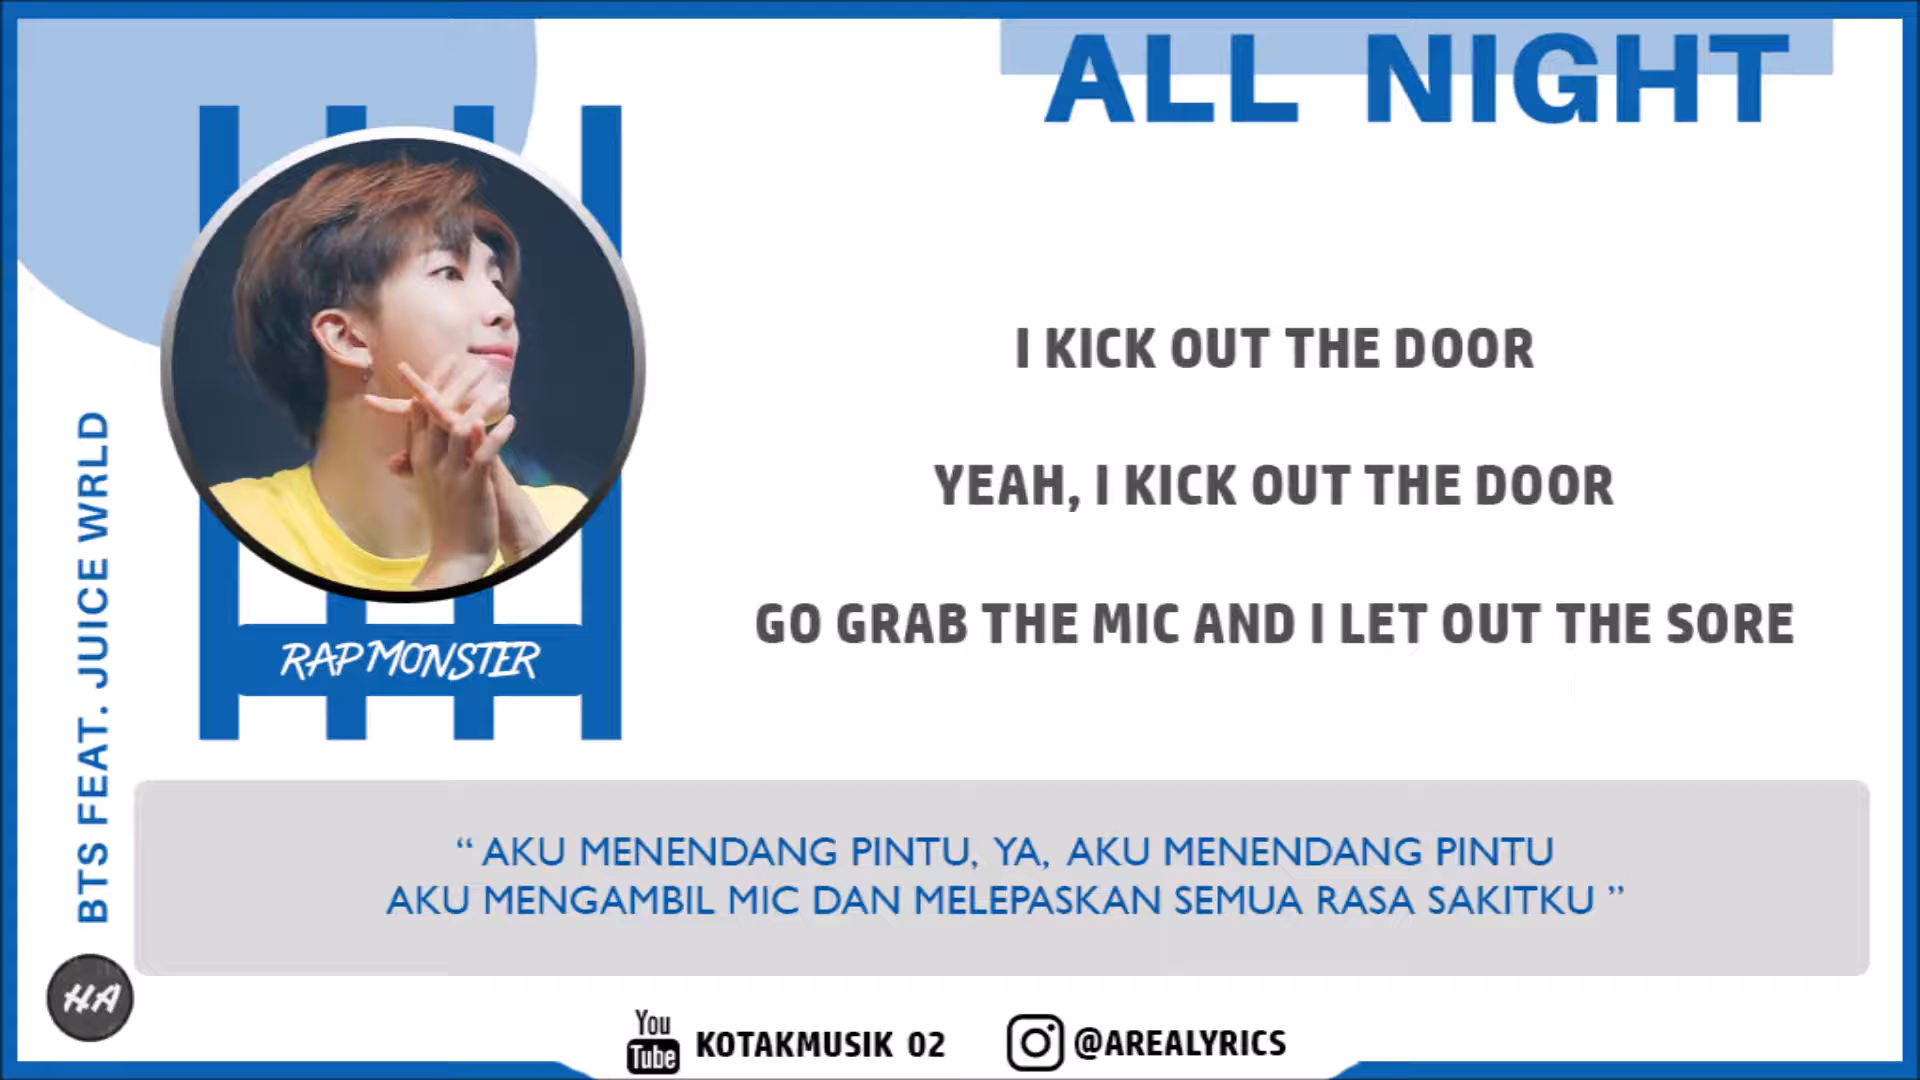 ALL NIGHT
I KICK OUT THE DOOR
YEAH, I KICK OUT THE DOOR
GO GRAB THE MIC AND I LET OUT THE SORE
RAP MONSTER
BTS FEAT. JUICE WRLD
“ AKU MENENDANG PINTU, YA, AKU MENENDANG PINTU
AKU MENGAMBIL MIC DAN MELEPASKAN SEMUA RASA SAKITKU ”
HA
You Tube KOTAKMUSIK 02
@AREALYRICS